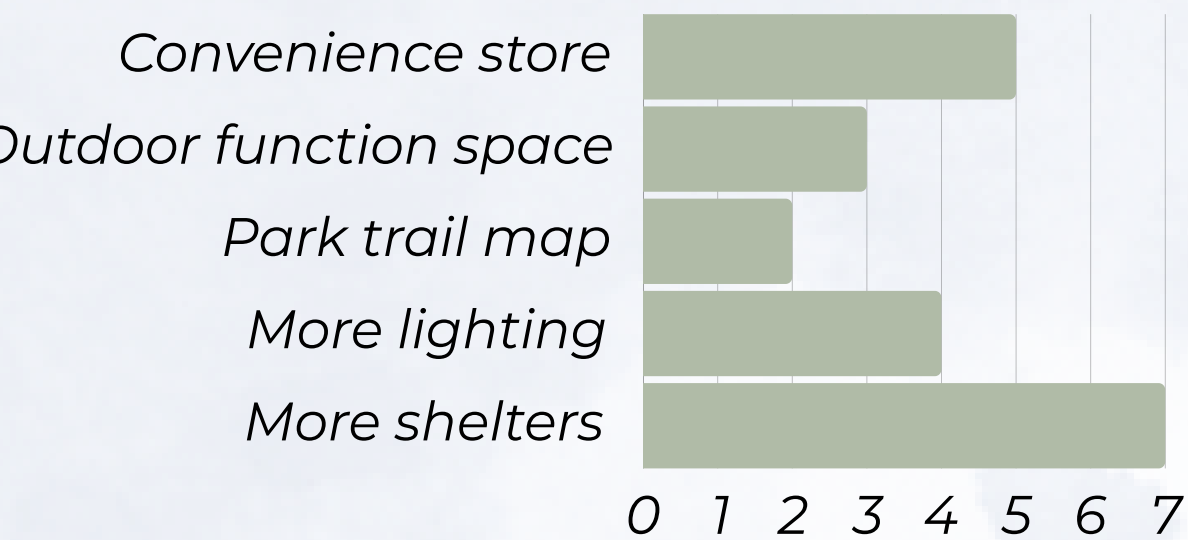 Convenience store
Outdoor function space
Park trail map
More lighting
More shelters
0 1 2 3 4 5 6 7